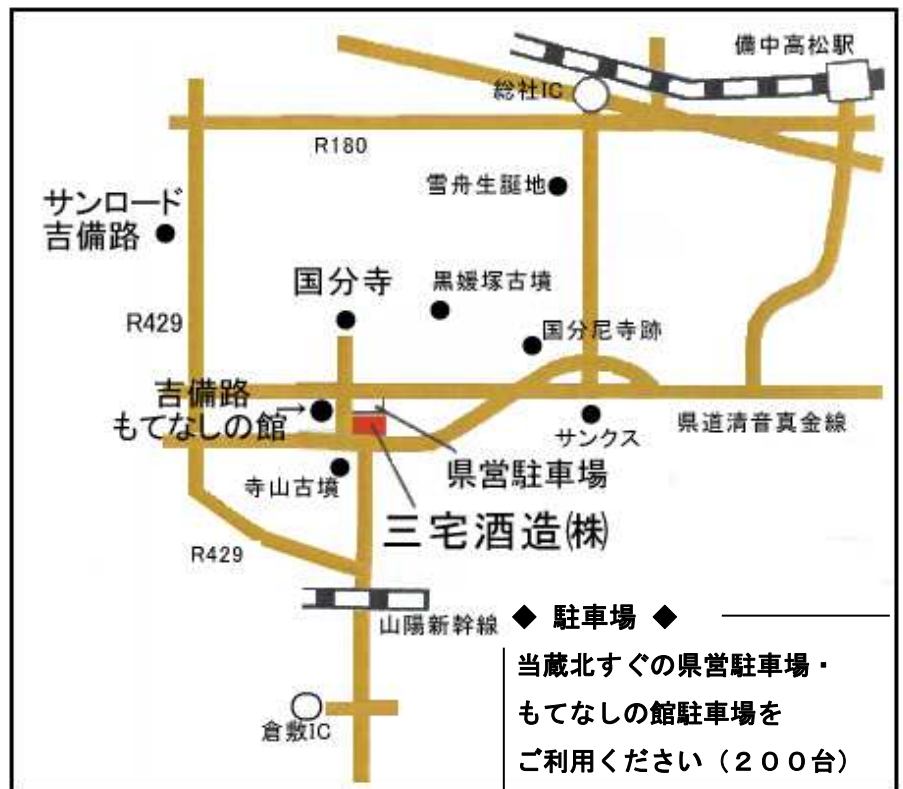 備中高松駅
総社IC
R180
雪舟生誕地
サンロード
吉備路
国分寺
黒媛塚古墳
R429
国分尼寺跡
吉備路
もてなしの館
→
県道清音真金線
サンクス
県営駐車場
寺山古墳
三宅酒造㈱
R429
山陽新幹線
◆ 駐車場 ◆
当蔵北すぐの県営駐車場・
もてなしの館駐車場を
ご利用ください（２００台）
倉敷IC